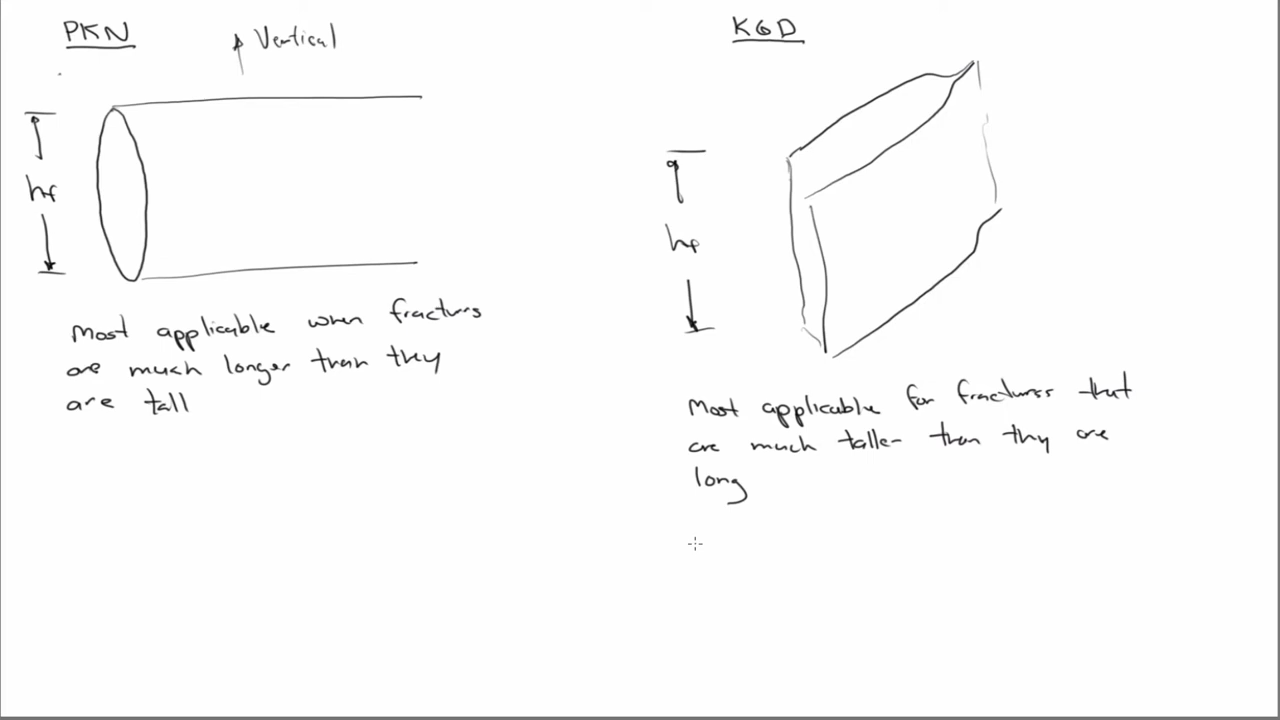 PKN
Vertical
hf
Most applicable when fractures
are much longer than they
are tall
KGD
hf
Most applicable for fractures that
are much taller than they are
long